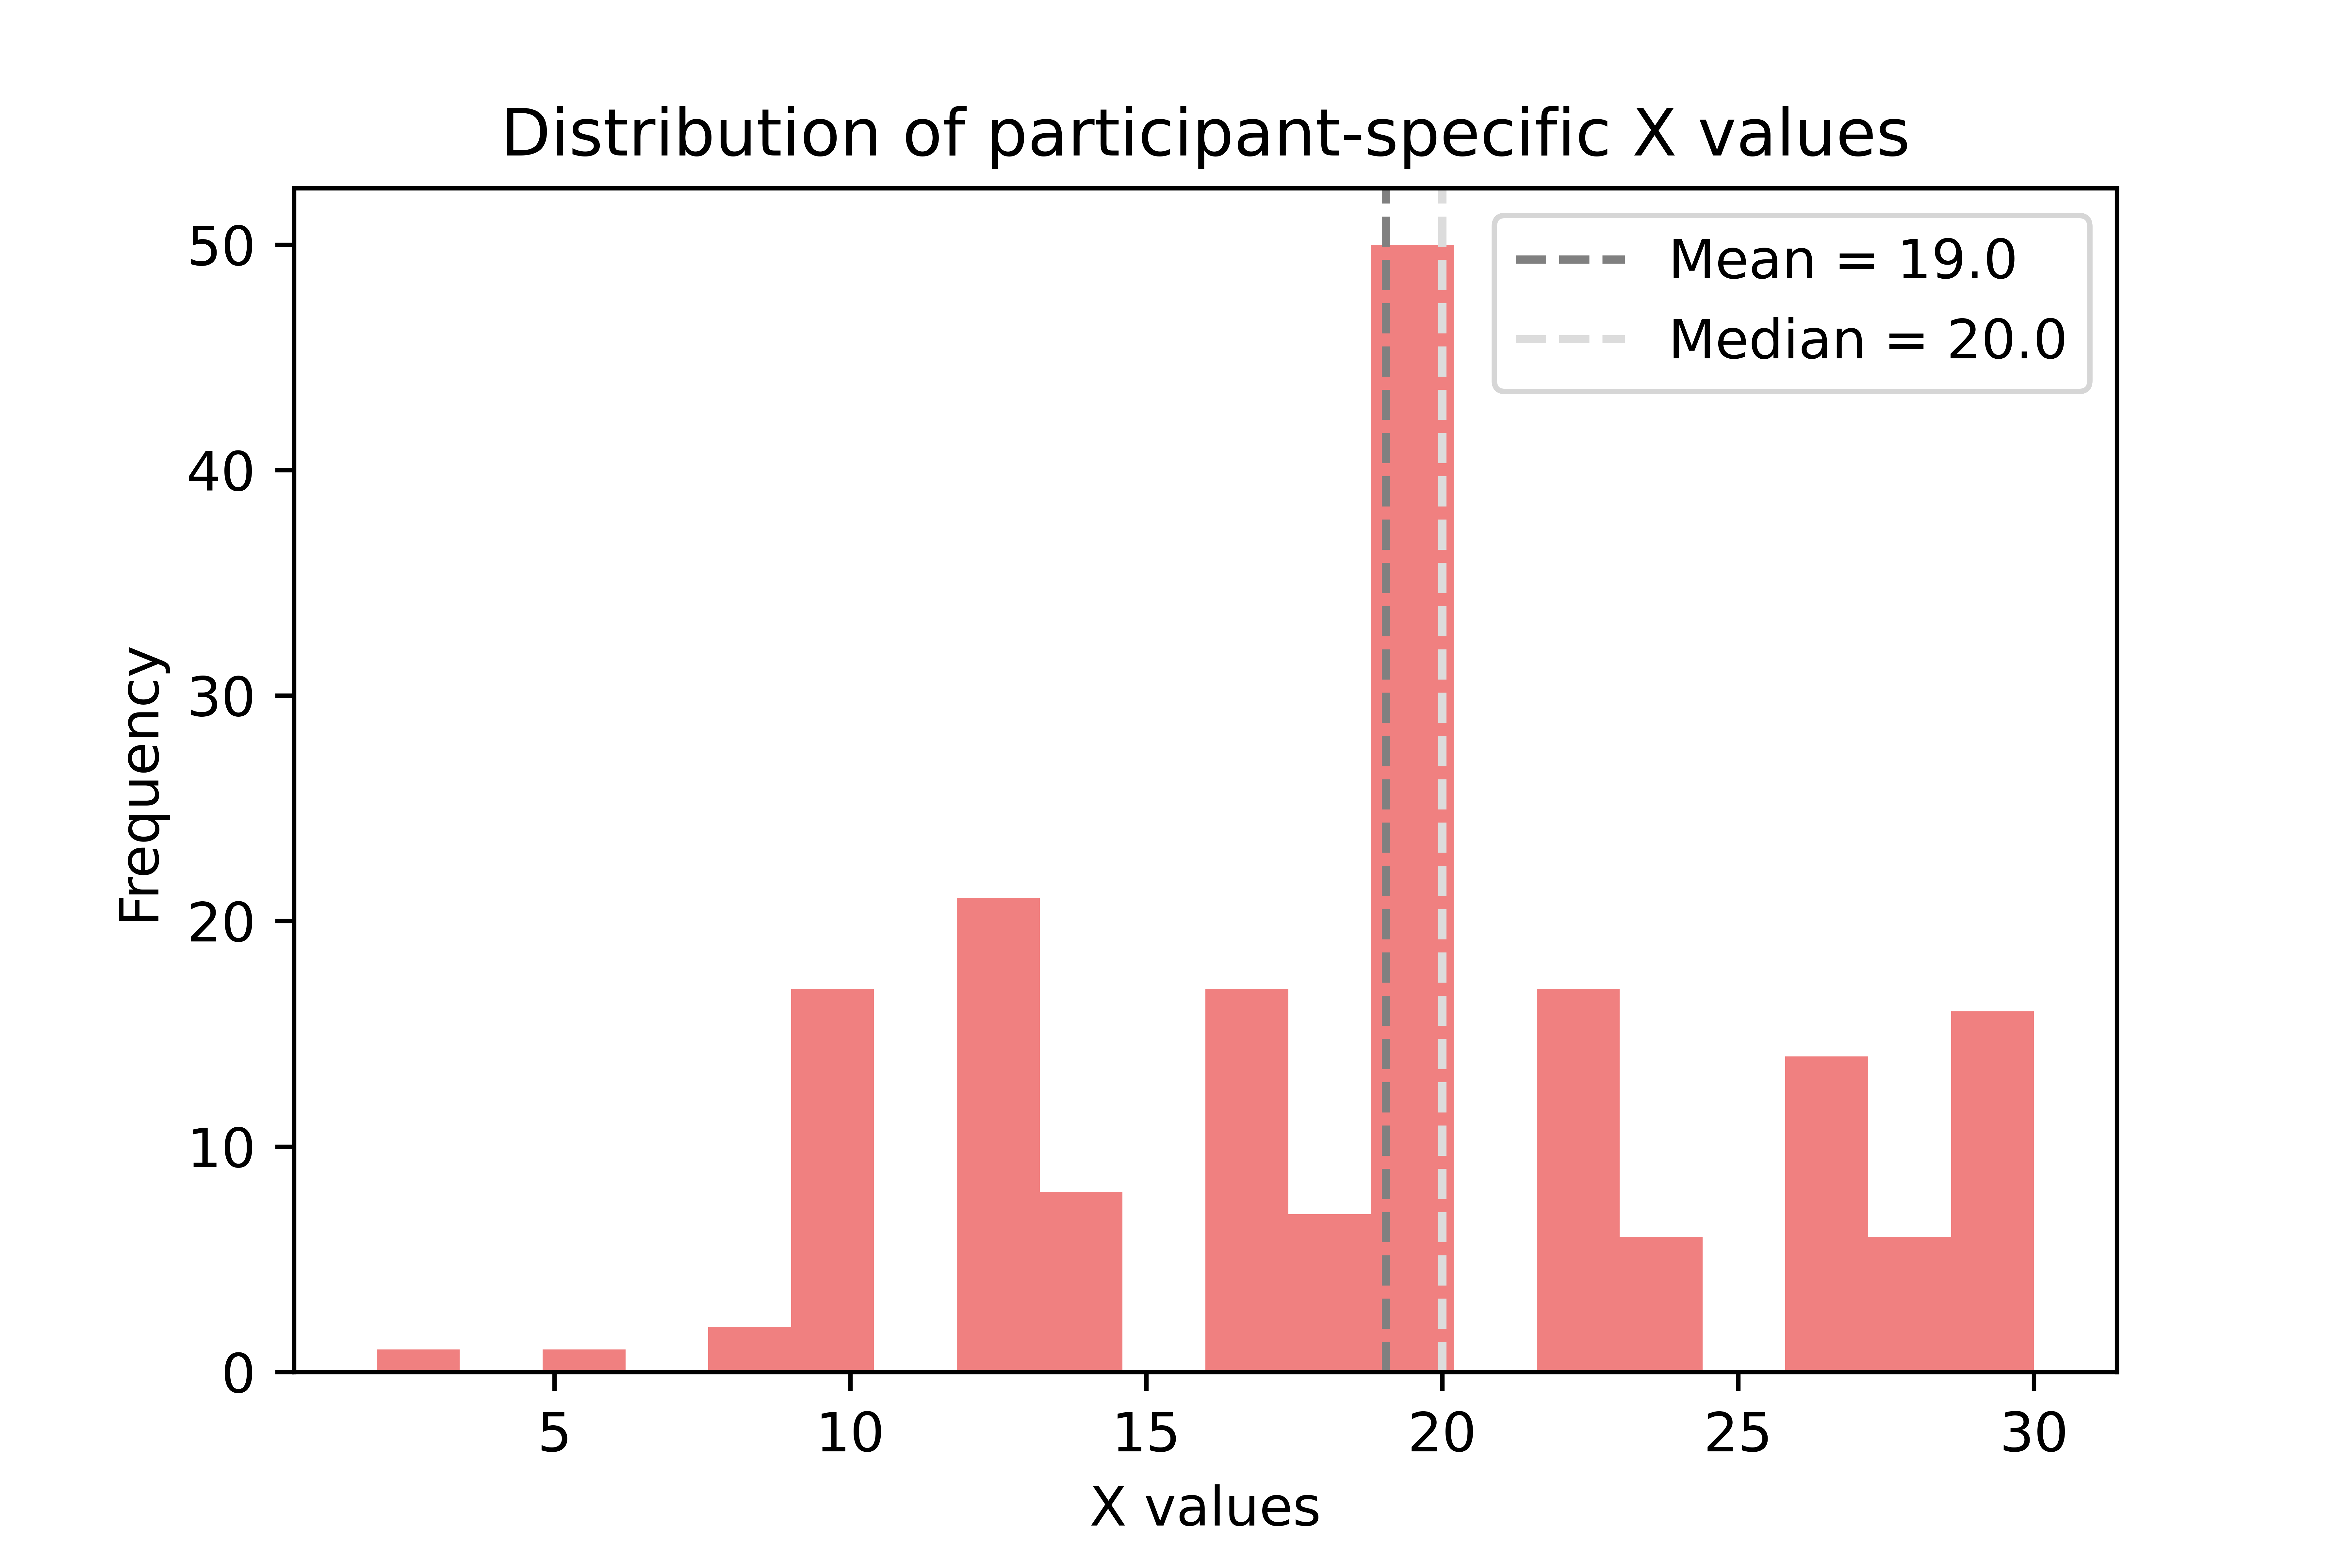 Distribution of participant-specific X values
Mean = 19.0
Median = 20.0
50
40
30
20
10
0
Frequency
5 10 15 20 25 30
X values